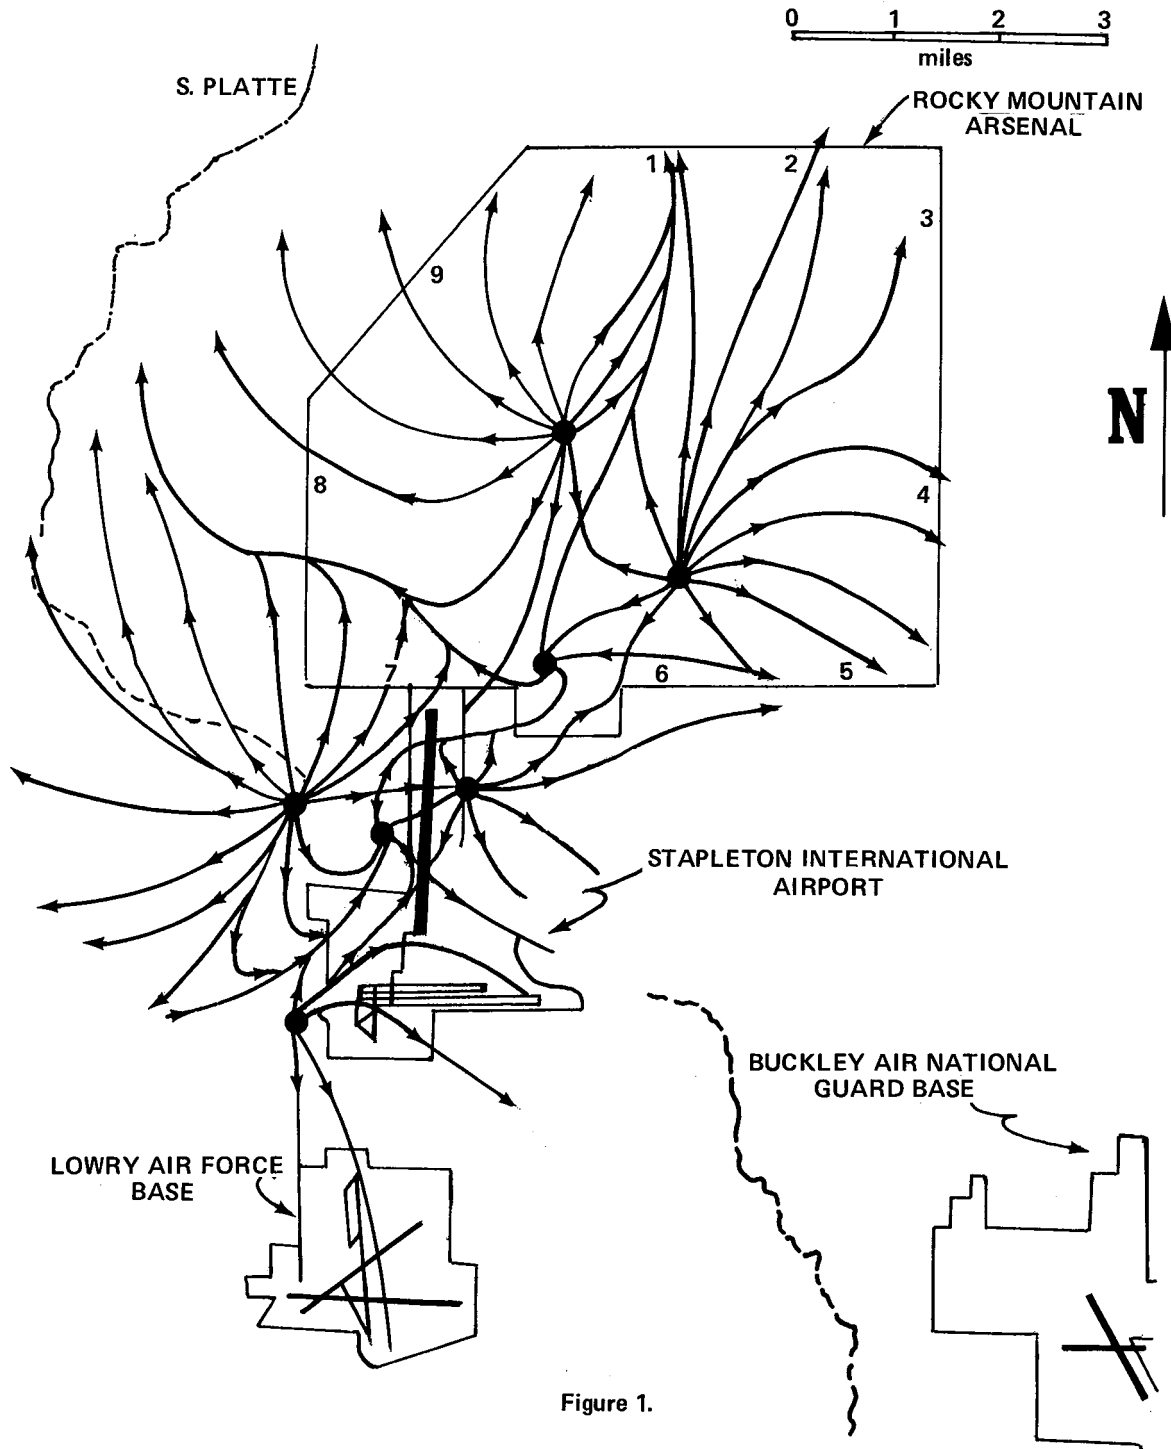 0 1 2 3
miles
S. PLATTE
ROCKY MOUNTAIN
ARSENAL
1
2
3
9
N
8
4
7
6
5
STAPLETON INTERNATIONAL
AIRPORT
BUCKLEY AIR NATIONAL
GUARD BASE
LOWRY AIR FORCE
BASE
Figure 1.